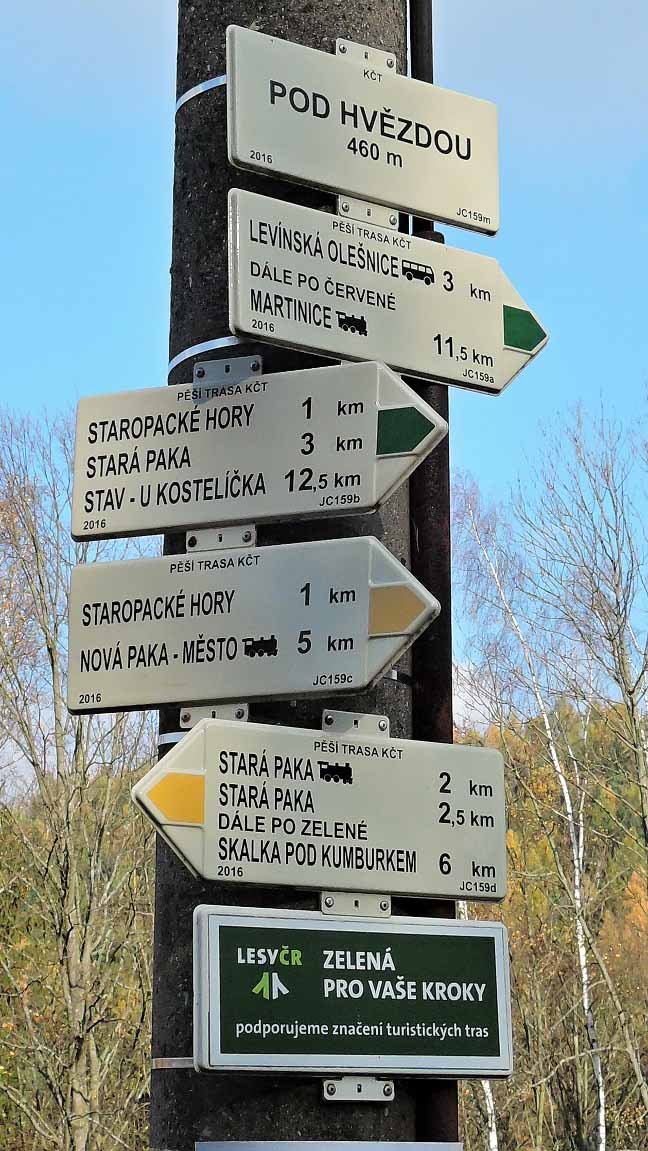 KČT
POD HVĚZDOU
460 m
2016 JC159m
PĚŠÍ TRASA KČT
LEVÍNSKÁ OLEŠNICE 3 km
DÁLE PO ČERVENÉ
MARTINICE 11,5 km
2016 JC159a
PĚŠÍ TRASA KČT
STAROPACKÉ HORY 1 km
STARÁ PAKA 3 km
STAV - U KOSTELÍČKA 12,5 km
2016 JC159b
PĚŠÍ TRASA KČT
STAROPACKÉ HORY 1 km
NOVÁ PAKA - MĚSTO 5 km
2016 JC159c
PĚŠÍ TRASA KČT
STARÁ PAKA 2 km
STARÁ PAKA 2,5 km
DÁLE PO ZELENÉ
SKALKA POD KUMBURKEM 6 km
2016 JC159d
LESYČR ZELENÁ
PRO VAŠE KROKY
podporujeme značení turistických tras